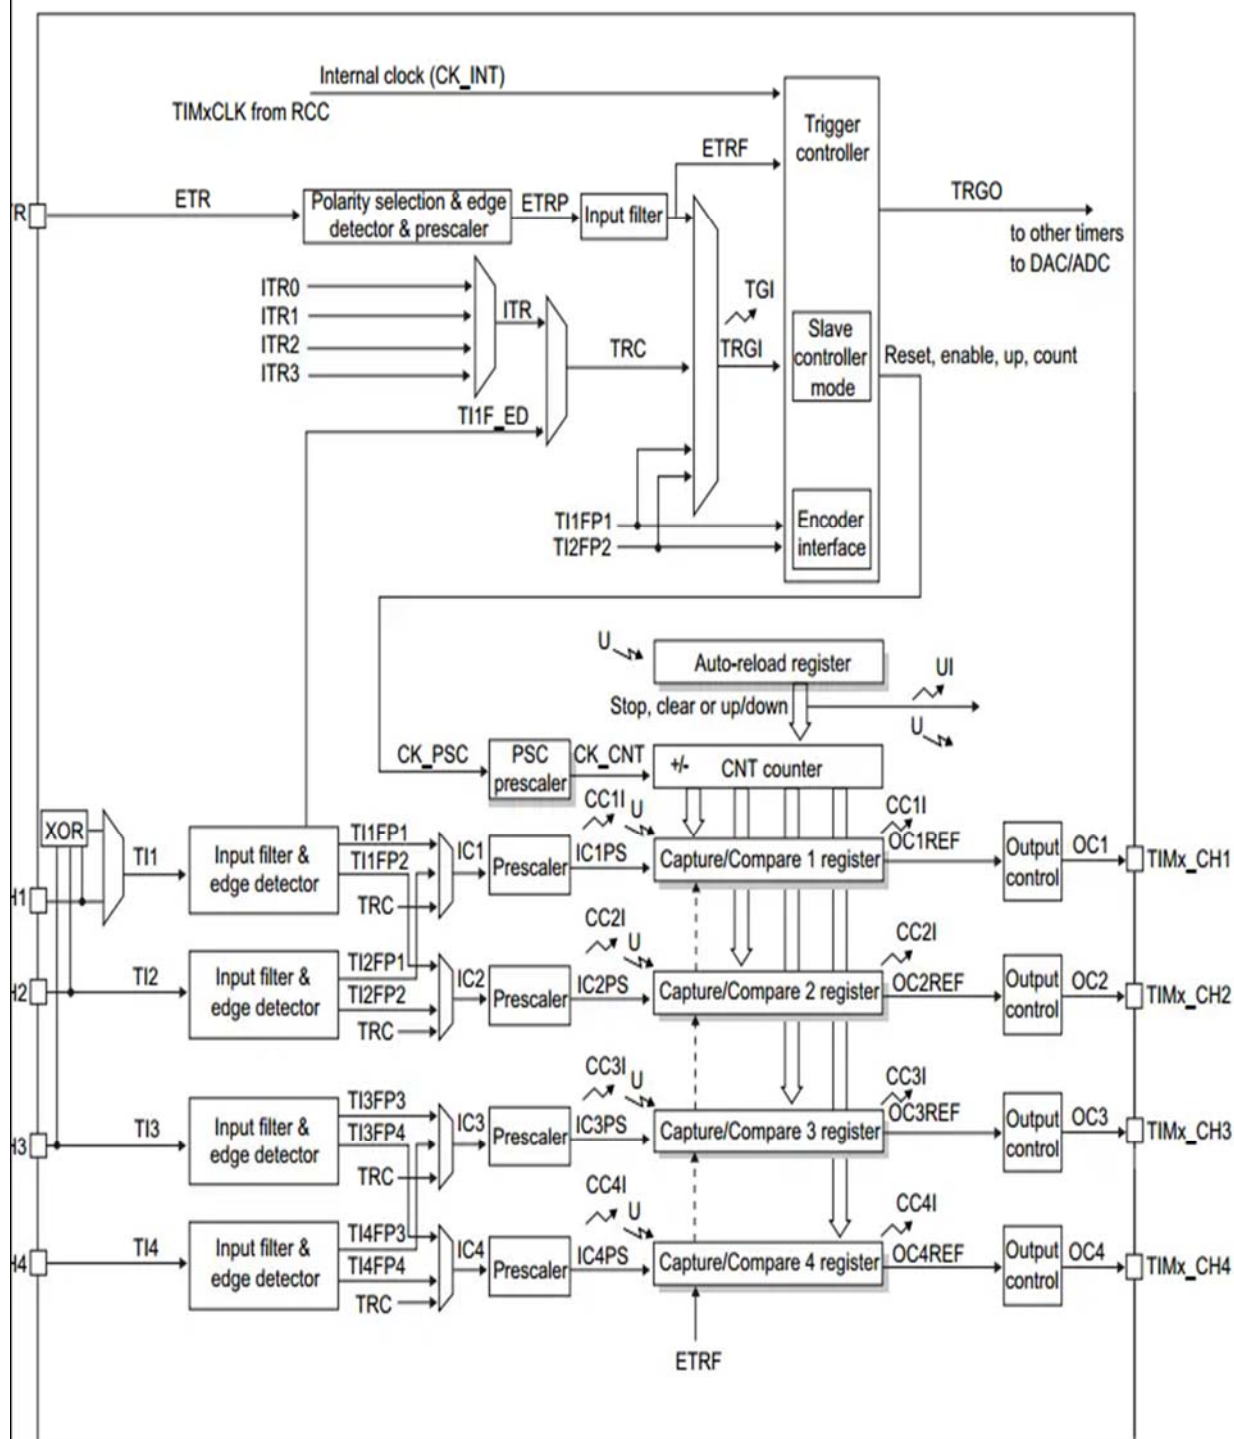 Internal clock (CK_INT)
TIMxCLK from RCC
Trigger
controller
ETRF
ETR
Polarity selection & edge
detector & prescaler
ETRP
Input filter
TRGO
to other timers
to DAC/ADC
ITR0
ITR1
ITR2
ITR3
ITR
TGI
TRC
TRGI
Slave
controller
mode
Reset, enable, up, count
TI1F_ED
TI1FP1
TI2FP2
Encoder
interface
U
Auto-reload register
UI
Stop, clear or up/down
U
CK_PSC
PSC
prescaler
CK_CNT
+/-
CNT counter
XOR
TI1
Input filter &
edge detector
TI1FP1
TI1FP2
TRC
IC1
Prescaler
CC1I
U
IC1PS
Capture/Compare 1 register
CC1I
OC1REF
Output
control
OC1
TIMx_CH1
H1
TI2
Input filter &
edge detector
TI2FP1
TI2FP2
TRC
IC2
Prescaler
CC2I
U
IC2PS
Capture/Compare 2 register
CC2I
OC2REF
Output
control
OC2
TIMx_CH2
H2
TI3
Input filter &
edge detector
TI3FP3
TI3FP4
TRC
IC3
Prescaler
CC3I
U
IC3PS
Capture/Compare 3 register
CC3I
OC3REF
Output
control
OC3
TIMx_CH3
H3
TI4
Input filter &
edge detector
TI4FP3
TI4FP4
TRC
IC4
Prescaler
CC4I
U
IC4PS
Capture/Compare 4 register
CC4I
OC4REF
Output
control
OC4
TIMx_CH4
H4
ETRF